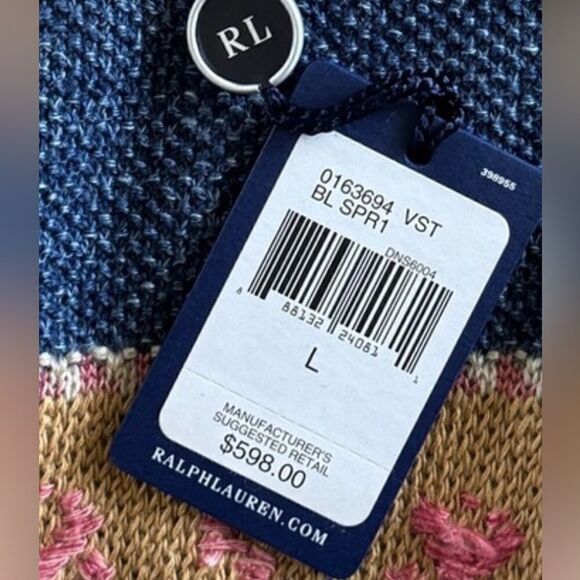 RL
398955
0163694 VST
BL SPR1
DNS6004
8 88132 24081 1
L
MANUFACTURER'S
SUGGESTED RETAIL
$598.00
RALPHLAUREN.COM